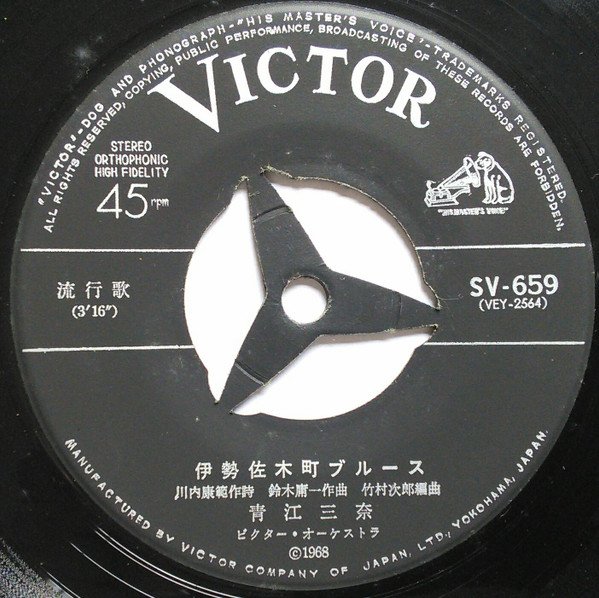 "VICTOR"-DOG AND PHONOGRAPH-"HIS MASTER'S VOICE"-TRADEMARKS REGISTERED.
ALL RIGHTS RESERVED, COPYING, PUBLIC PERFORMANCE, BROADCASTING OF THESE RECORDS ARE FORBIDDEN.
VICTOR
STEREO
ORTHOPHONIC
HIGH FIDELITY
45 rpm
"HIS MASTER'S VOICE"
流行歌
(3'16")
SV-659
(VEY-2564)
伊勢佐木町ブルース
川内康範作詩 鈴木庸一作曲 竹村次郎編曲
青江三奈
ビクター・オーケストラ
©1968
MANUFACTURED BY VICTOR COMPANY OF JAPAN, LTD., YOKOHAMA, JAPAN.